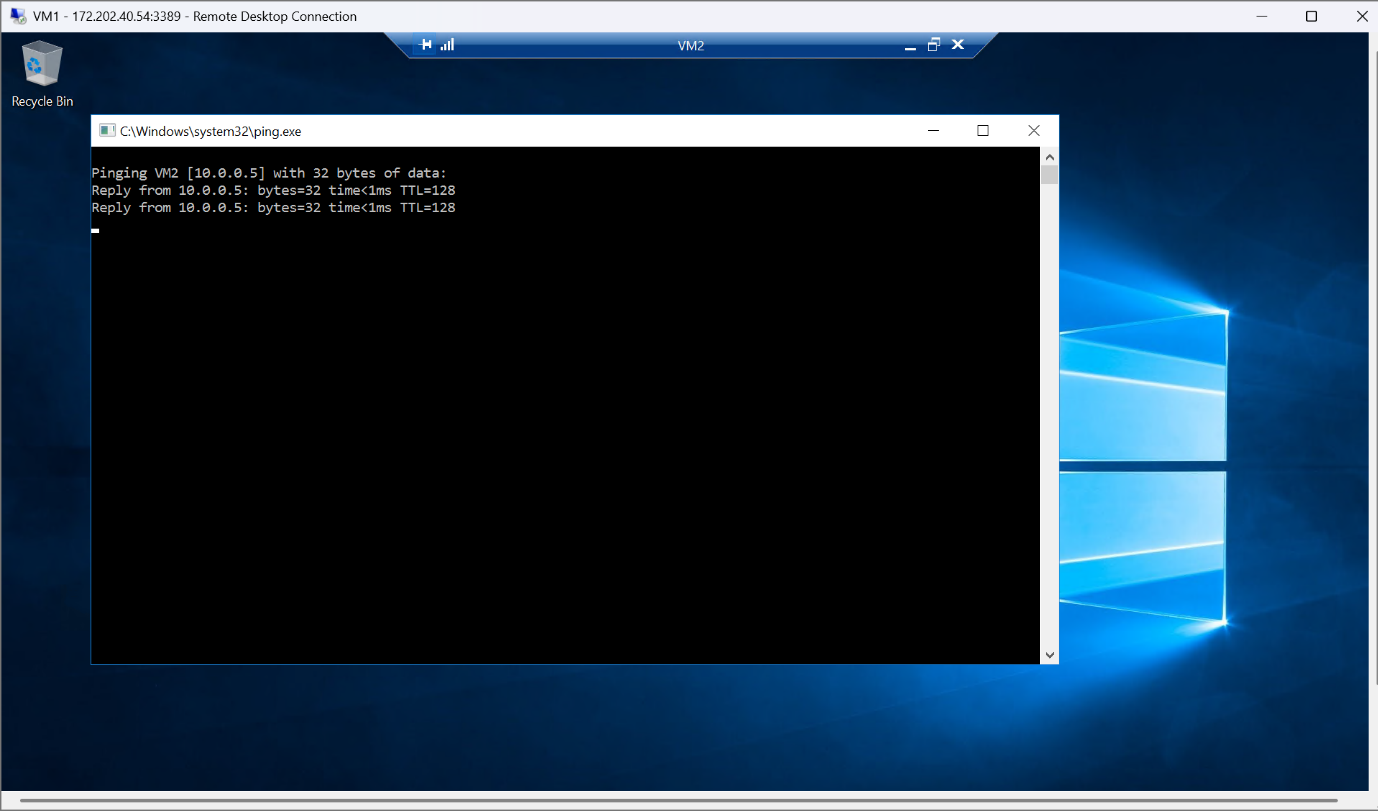 VM1 - 172.202.40.54:3389 - Remote Desktop Connection
VM2
Recycle Bin
C:\Windows\system32\ping.exe
Pinging VM2 [10.0.0.5] with 32 bytes of data:
Reply from 10.0.0.5: bytes=32 time<1ms TTL=128
Reply from 10.0.0.5: bytes=32 time<1ms TTL=128